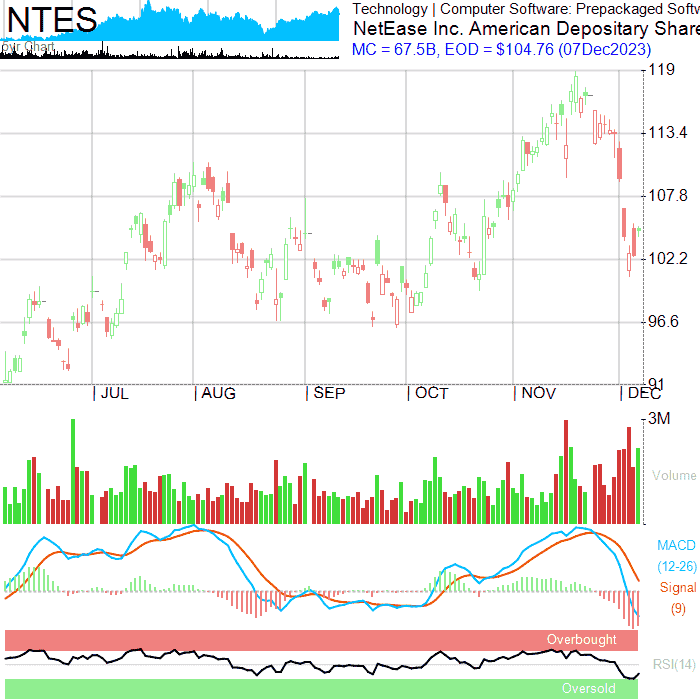 NTES
Technology | Computer Software: Prepackaged Softw
NetEase Inc. American Depositary Share
MC = 67.5B, EOD = $104.76 (07Dec2023)
119
113.4
107.8
102.2
96.6
91
JUL AUG SEP OCT NOV DEC
3M
Volume
MACD
(12-26)
Signal
(9)
Overbought
RSI(14)
Oversold